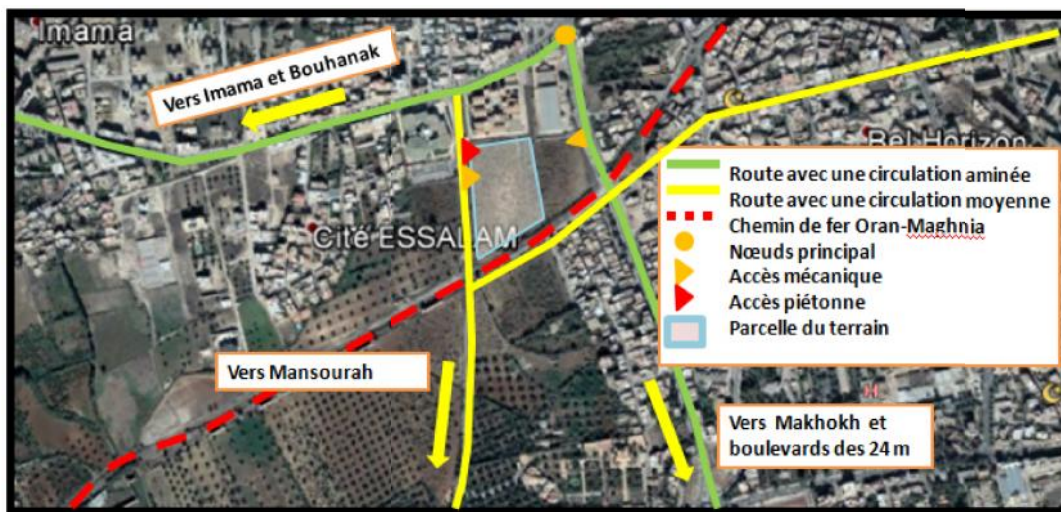 Imama
Vers Imama et Bouhanak
Bel Horizon
Cité ESSALAM
Route avec une circulation aminée
Route avec une circulation moyenne
Chemin de fer Oran-Maghnia
Nœuds principal
Accès mécanique
Accès piétonne
Parcelle du terrain
Vers Mansourah
H
Vers Makhokh et
boulevards des 24 m